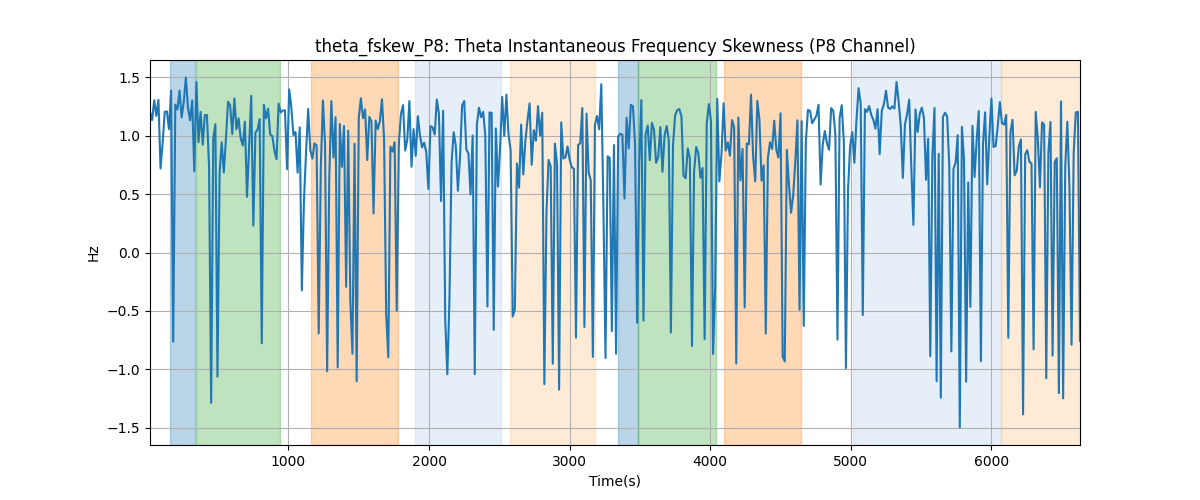 theta_fskew_P8: Theta Instantaneous Frequency Skewness (P8 Channel)
1.5
1.0
0.5
0.0
−0.5
−1.0
−1.5
Hz
1000 2000 3000 4000 5000 6000
Time(s)